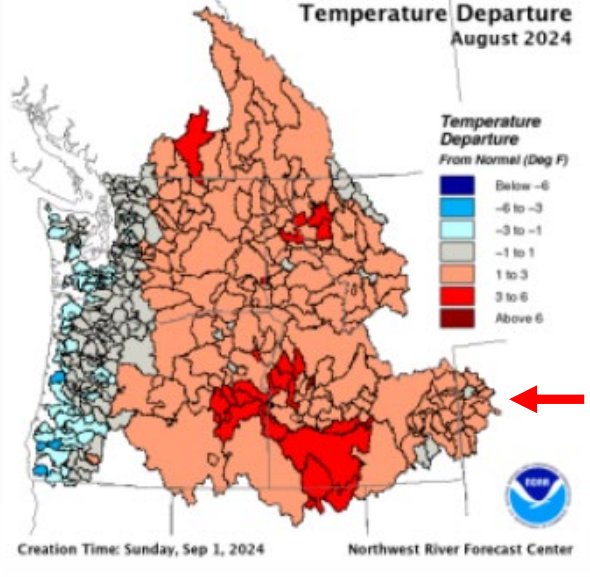 Temperature Departure
August 2024
Temperature
Departure
From Normal (Deg F)
Below -6
-6 to -3
-3 to -1
-1 to 1
1 to 3
3 to 6
Above 6
noaa
Creation Time: Sunday, Sep 1, 2024
Northwest River Forecast Center